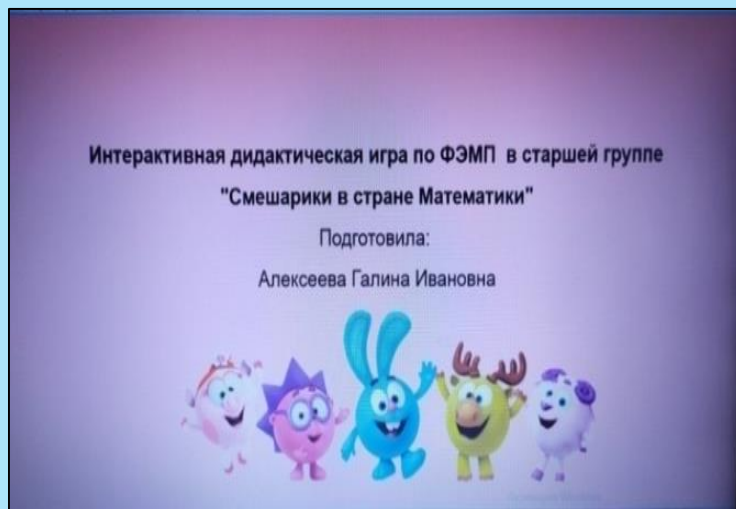 Интерактивная дидактическая игра по ФЭМП в старшей группе
"Смешарики в стране Математики"
Подготовила:
Алексеева Галина Ивановна